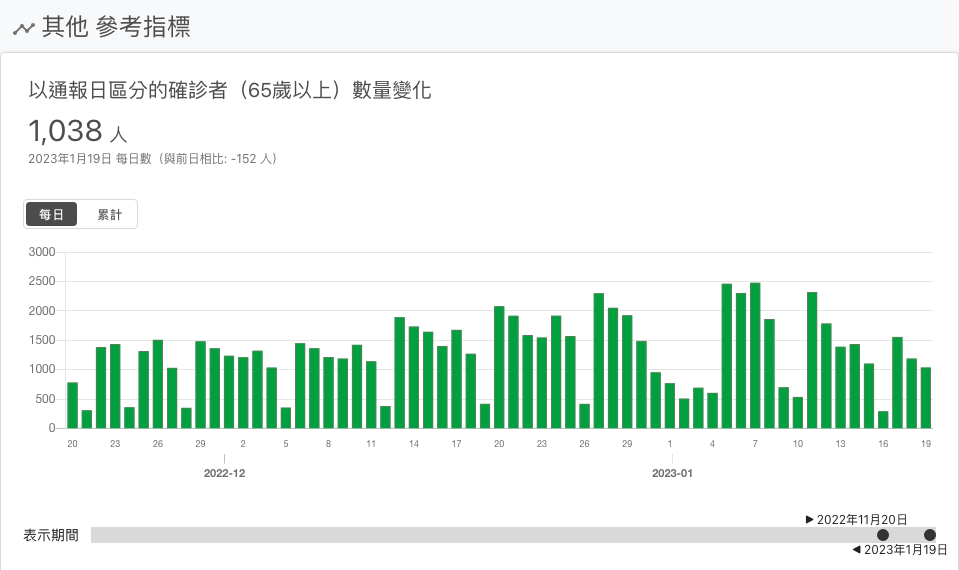 其他 參考指標
以通報日區分的確診者（65歲以上）數量變化
1,038 人
2023年1月19日 每日數（與前日相比: -152 人）
每日 累計
3000
2500
2000
1500
1000
500
0
20 23 26 29 2 5 8 11 14 17 20 23 26 29 1 4 7 10 13 16 19
2022-12 2023-01
▶ 2022年11月20日
表示期間
◀ 2023年1月19日